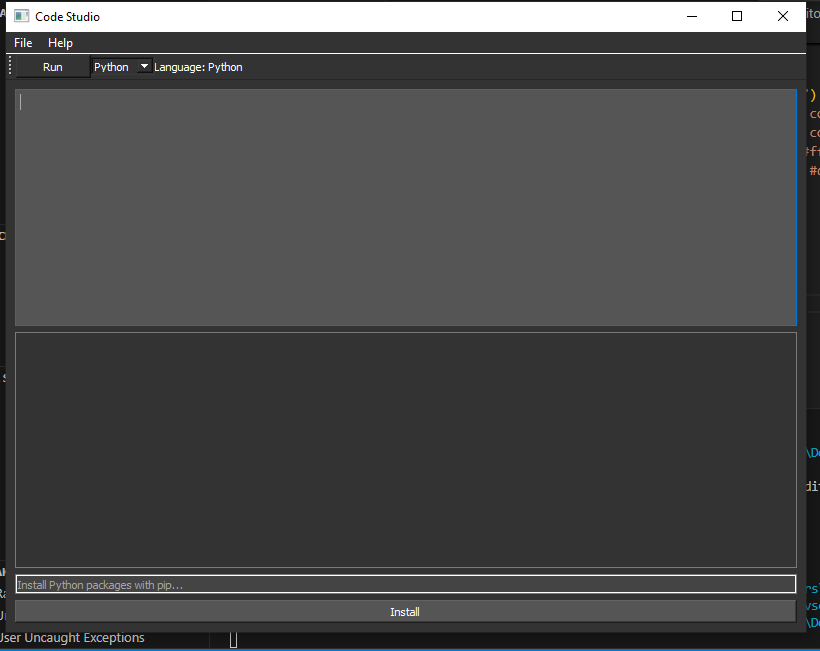 Code Studio
File Help
Run Python Language: Python
Install Python packages with pip...
Install
User Uncaught Exceptions